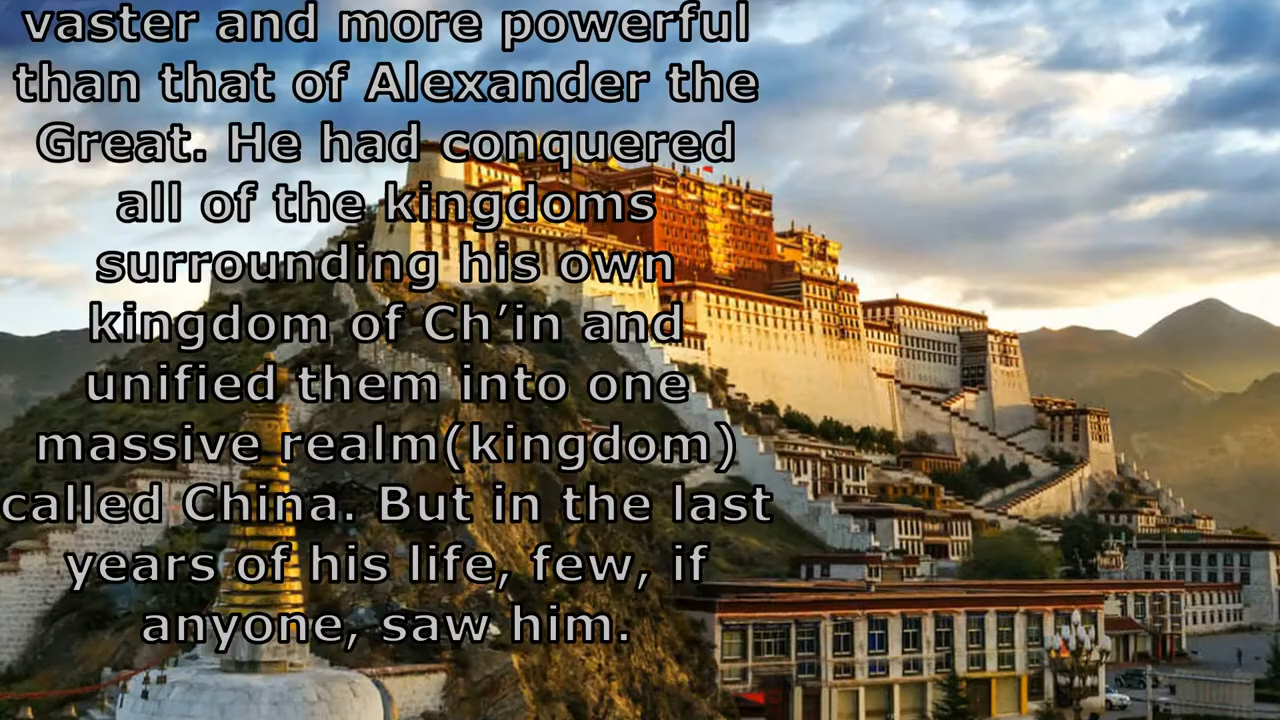 vaster and more powerful
than that of Alexander the
Great. He had conquered
all of the kingdoms
surrounding his own
kingdom of Ch’in and
unified them into one
massive realm(kingdom)
called China. But in the last
years of his life, few, if
anyone, saw him.